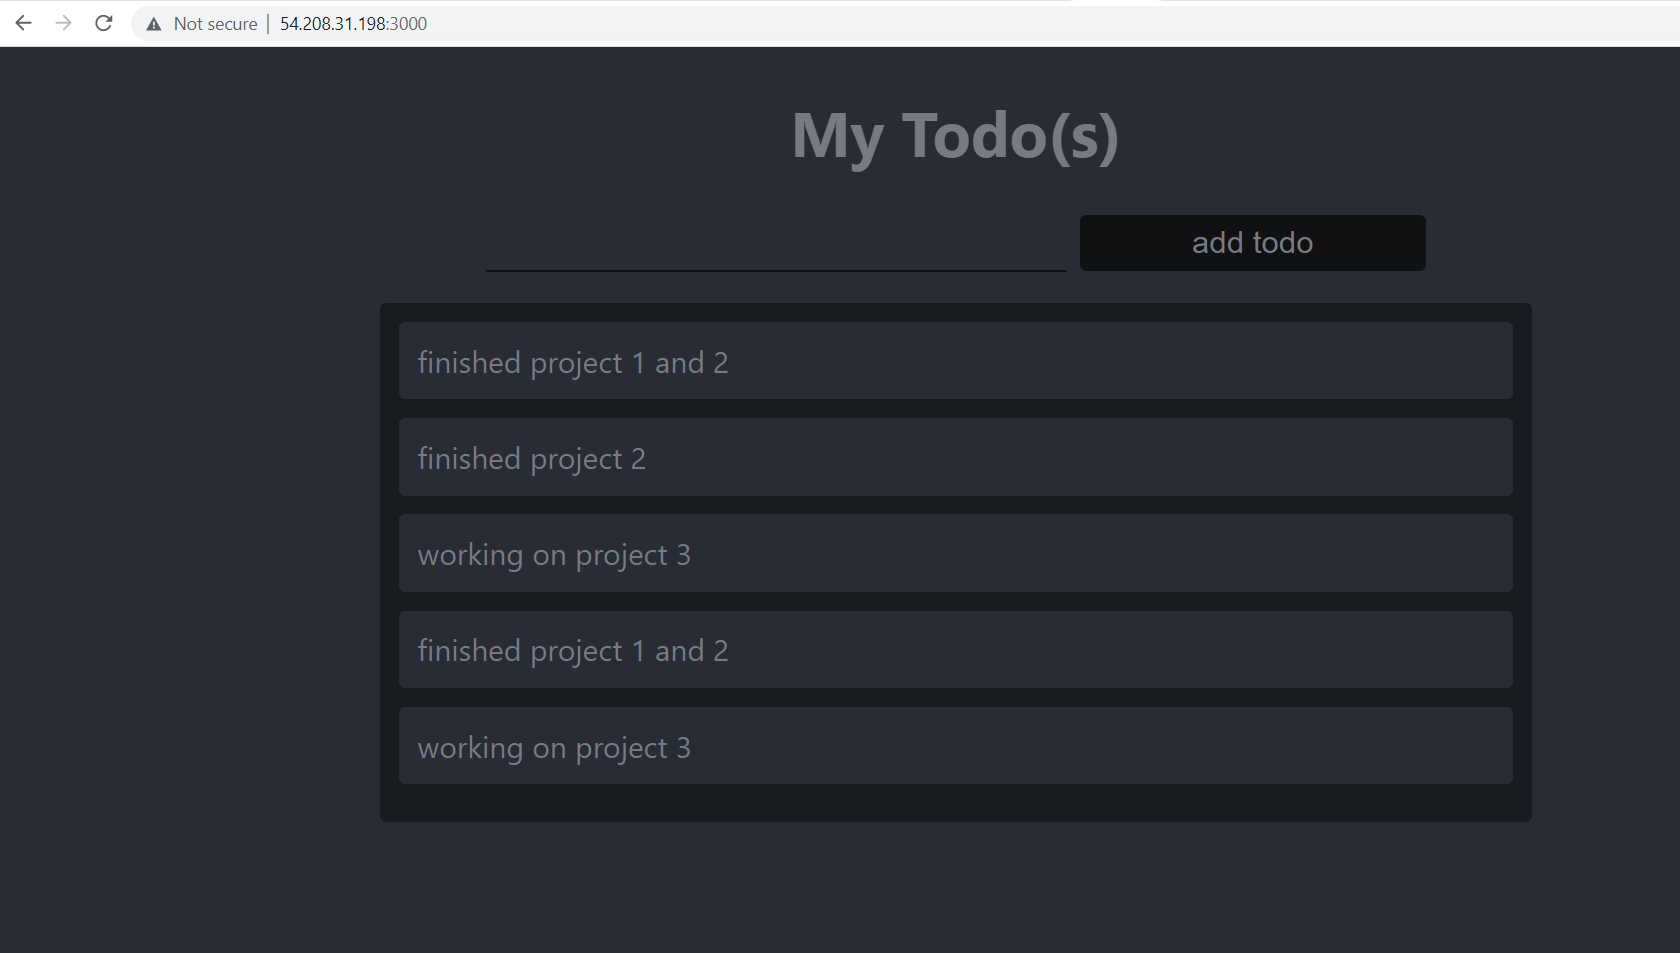 Not secure | 54.208.31.198:3000
My Todo(s)
add todo
finished project 1 and 2
finished project 2
working on project 3
finished project 1 and 2
working on project 3